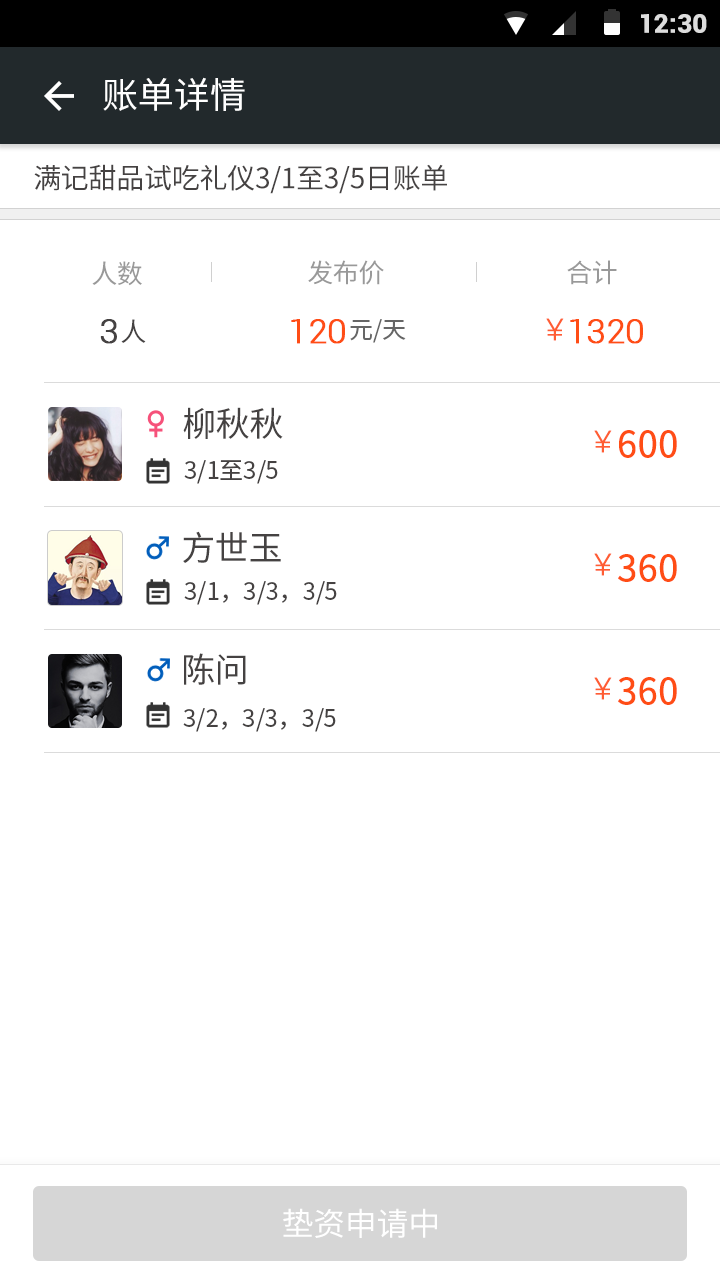 12:30
账单详情
满记甜品试吃礼仪3/1至3/5日账单
人数 发布价 合计
3人 120元/天 ¥1320
柳秋秋
3/1至3/5
¥600
方世玉
3/1，3/3，3/5
¥360
陈问
3/2，3/3，3/5
¥360
垫资申请中